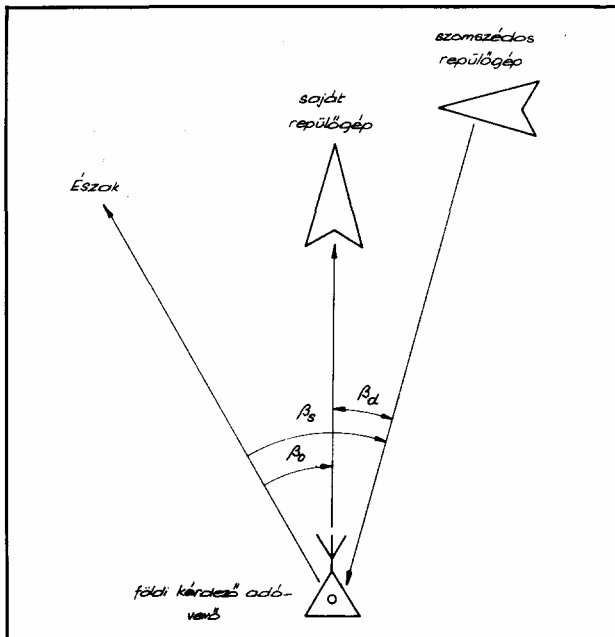 szomszédos
repülőgép
saját
repülőgép
Észak
βd
βs
β0
földi kérdező adó-
vevő